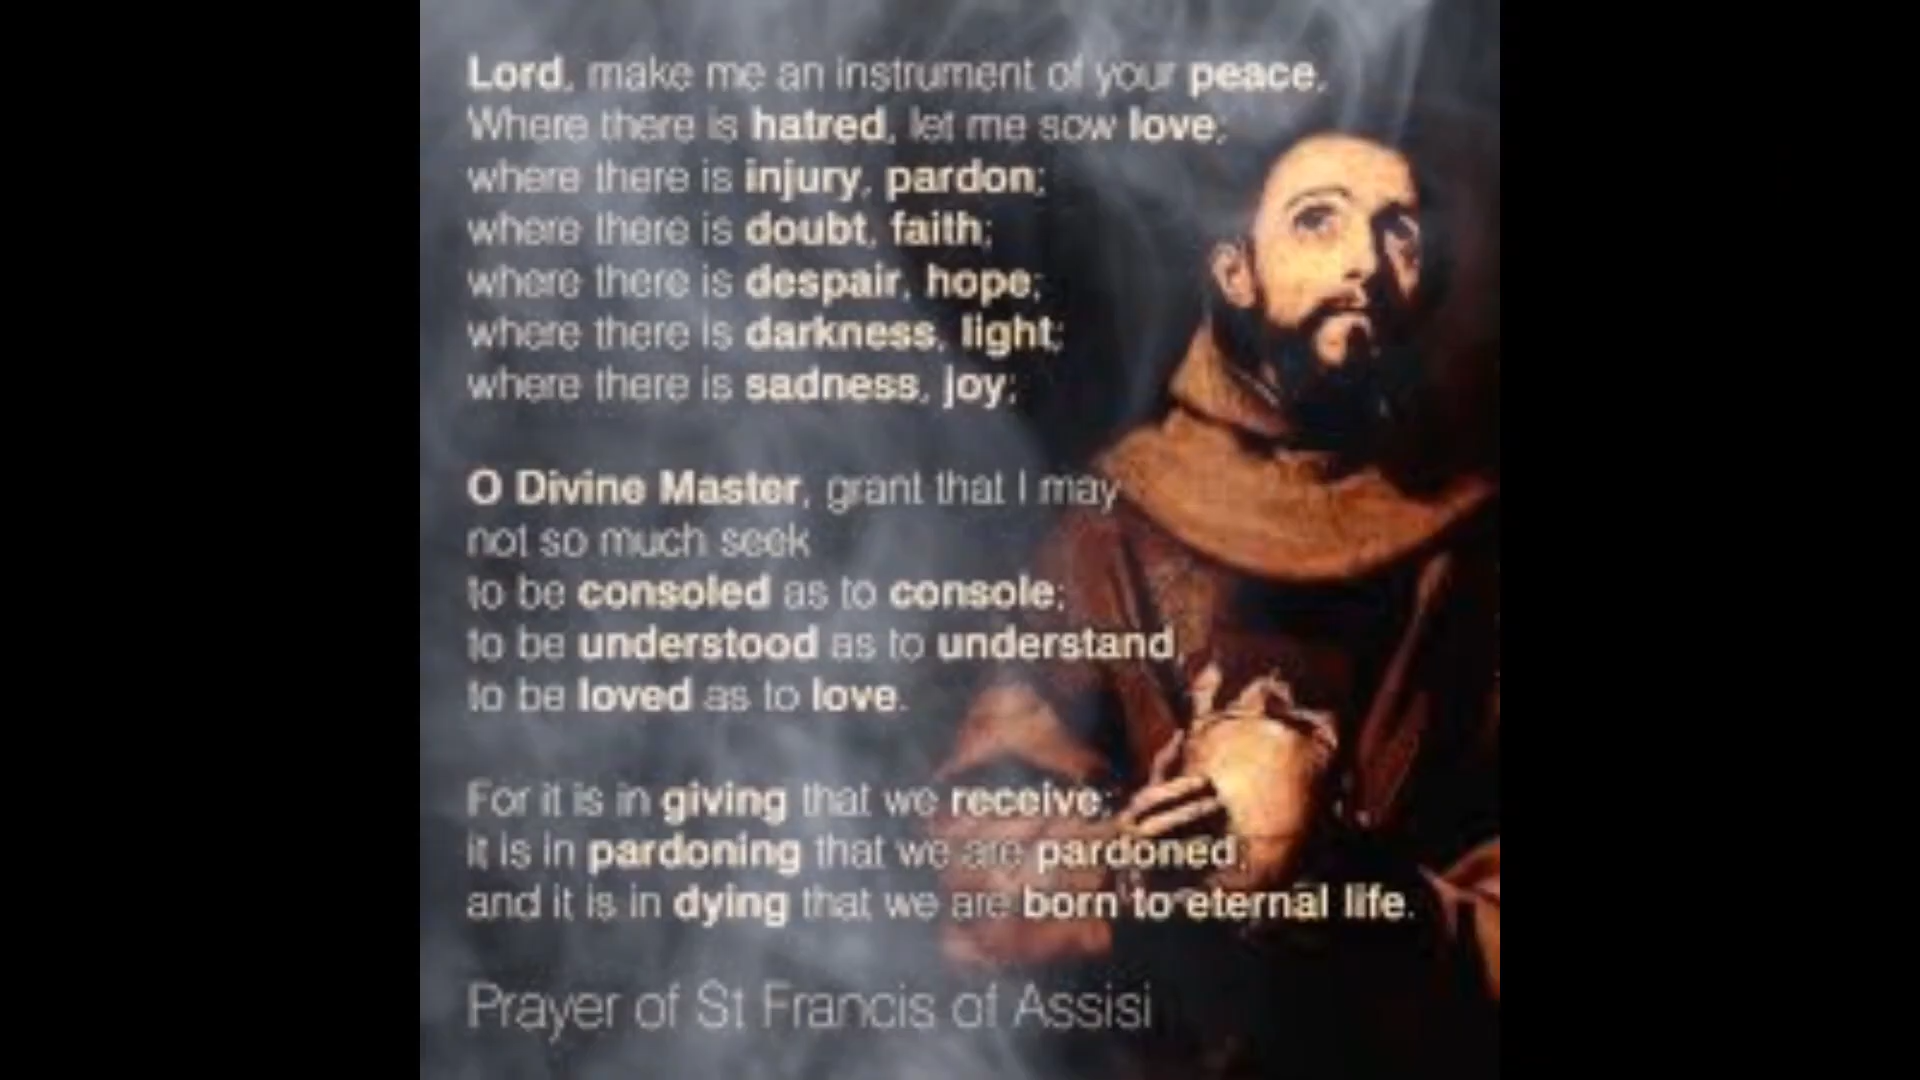 Lord, make me an instrument of your peace.
Where there is hatred, let me sow love;
where there is injury, pardon;
where there is doubt, faith;
where there is despair, hope;
where there is darkness, light;
where there is sadness, joy;
O Divine Master, grant that I may
not so much seek
to be consoled as to console;
to be understood as to understand,
to be loved as to love.
For it is in giving that we receive;
it is in pardoning that we are pardoned;
and it is in dying that we are born to eternal life.
Prayer of St Francis of Assisi